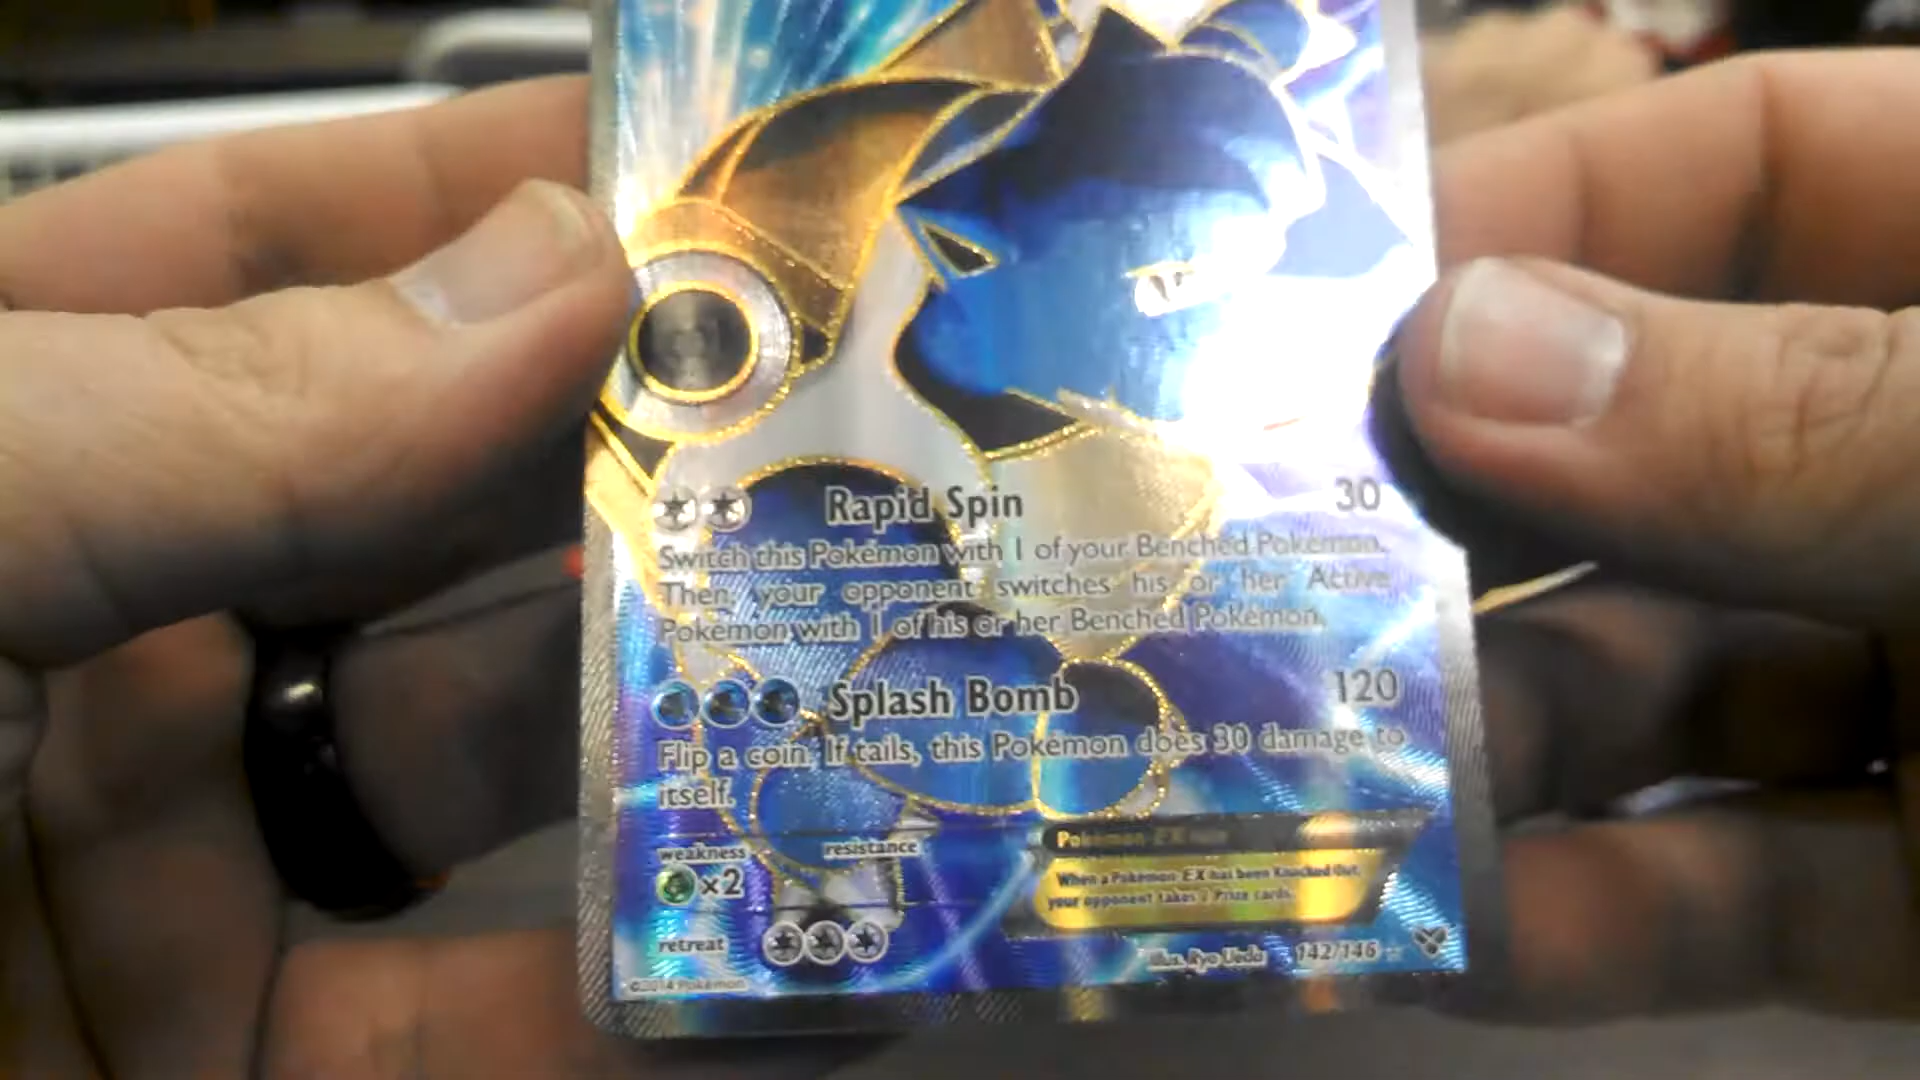 Rapid Spin 30
Switch this Pokémon with 1 of your Benched Pokémon.
Then, your opponent switches his or her Active
Pokémon with 1 of his or her Benched Pokémon.
Splash Bomb 120
Flip a coin. If tails, this Pokémon does 30 damage to
itself.
weakness resistance
×2
Pokémon-EX rule
When a Pokémon-EX has been Knocked Out,
your opponent takes 2 Prize cards.
retreat
illus. Ryo Ueda 142/146
©2014 Pokémon